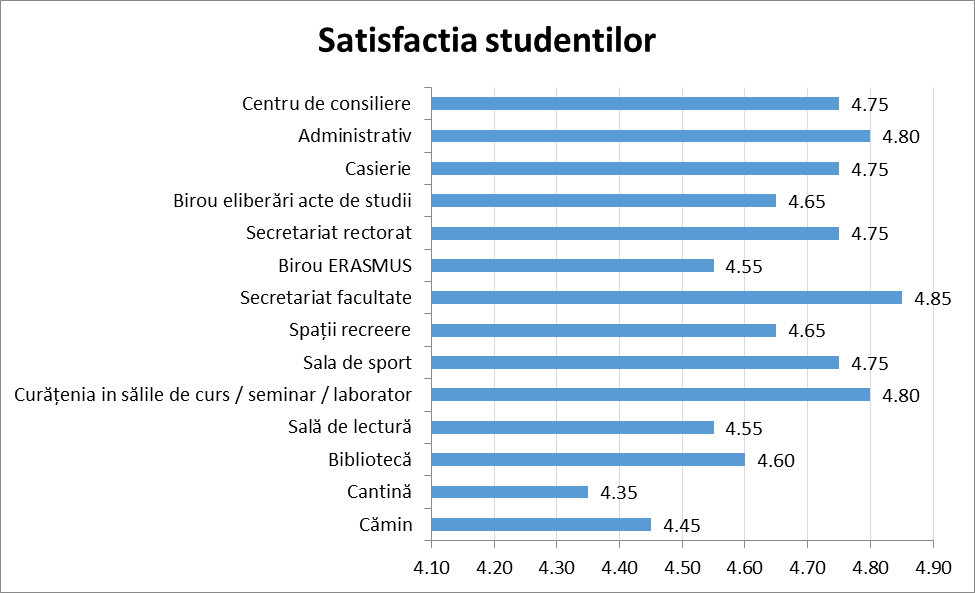 Satisfactia studentilor
Centru de consiliere 4.75
Administrativ 4.80
Casierie 4.75
Birou eliberări acte de studii 4.65
Secretariat rectorat 4.75
Birou ERASMUS 4.55
Secretariat facultate 4.85
Spații recreere 4.65
Sala de sport 4.75
Curățenia in sălile de curs / seminar / laborator 4.80
Sală de lectură 4.55
Bibliotecă 4.60
Cantină 4.35
Cămin 4.45
4.10 4.20 4.30 4.40 4.50 4.60 4.70 4.80 4.90